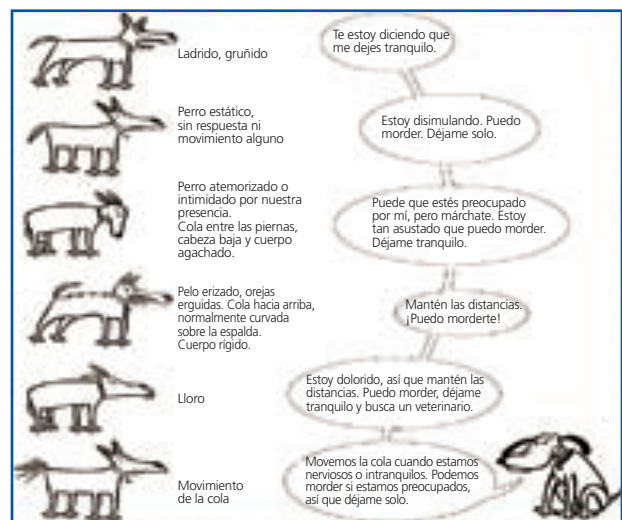 Ladrido, gruñido
Te estoy diciendo que
me dejes tranquilo.
Perro estático,
sin respuesta ni
movimiento alguno
Estoy disimulando. Puedo
morder. Déjame solo.
Perro atemorizado o
intimidado por nuestra
presencia.
Cola entre las piernas,
cabeza baja y cuerpo
agachado.
Puede que estés preocupado
por mí, pero márchate. Estoy
tan asustado que puedo morder.
Déjame tranquilo.
Pelo erizado, orejas
erguidas. Cola hacia arriba,
normalmente curvada
sobre la espalda.
Cuerpo rígido.
Mantén las distancias.
¡Puedo morderte!
Lloro
Estoy dolorido, así que mantén las
distancias. Puedo morder, déjame
tranquilo y busca un veterinario.
Movimiento
de la cola
Movemos la cola cuando estamos
nerviosos o intranquilos. Podemos
morder si estamos preocupados,
así que déjame solo.